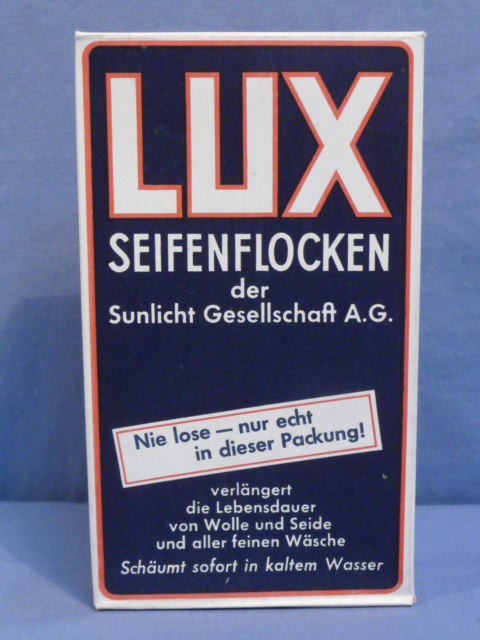 LUX
SEIFENFLOCKEN
der
Sunlicht Gesellschaft A.G.
Nie lose – nur echt
in dieser Packung!
verlängert
die Lebensdauer
von Wolle und Seide
und aller feinen Wäsche
Schäumt sofort in kaltem Wasser